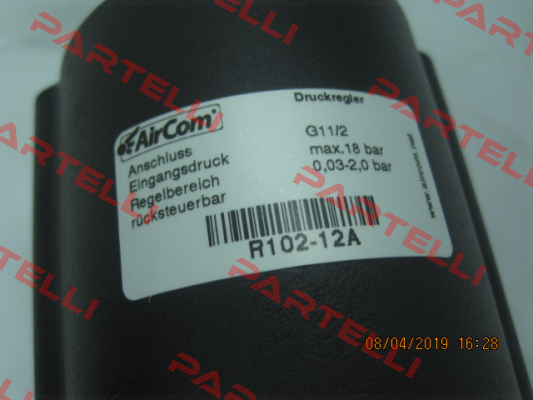 PARTELLI
PARTELLI
PARTELLI
PARTELLI
PARTELLI
AirCom®
Druckregler
Anschluss G11/2
Eingangsdruck max.18 bar
Regelbereich 0,03-2,0 bar
rücksteuerbar
R102-12A
08/04/2019 16:28